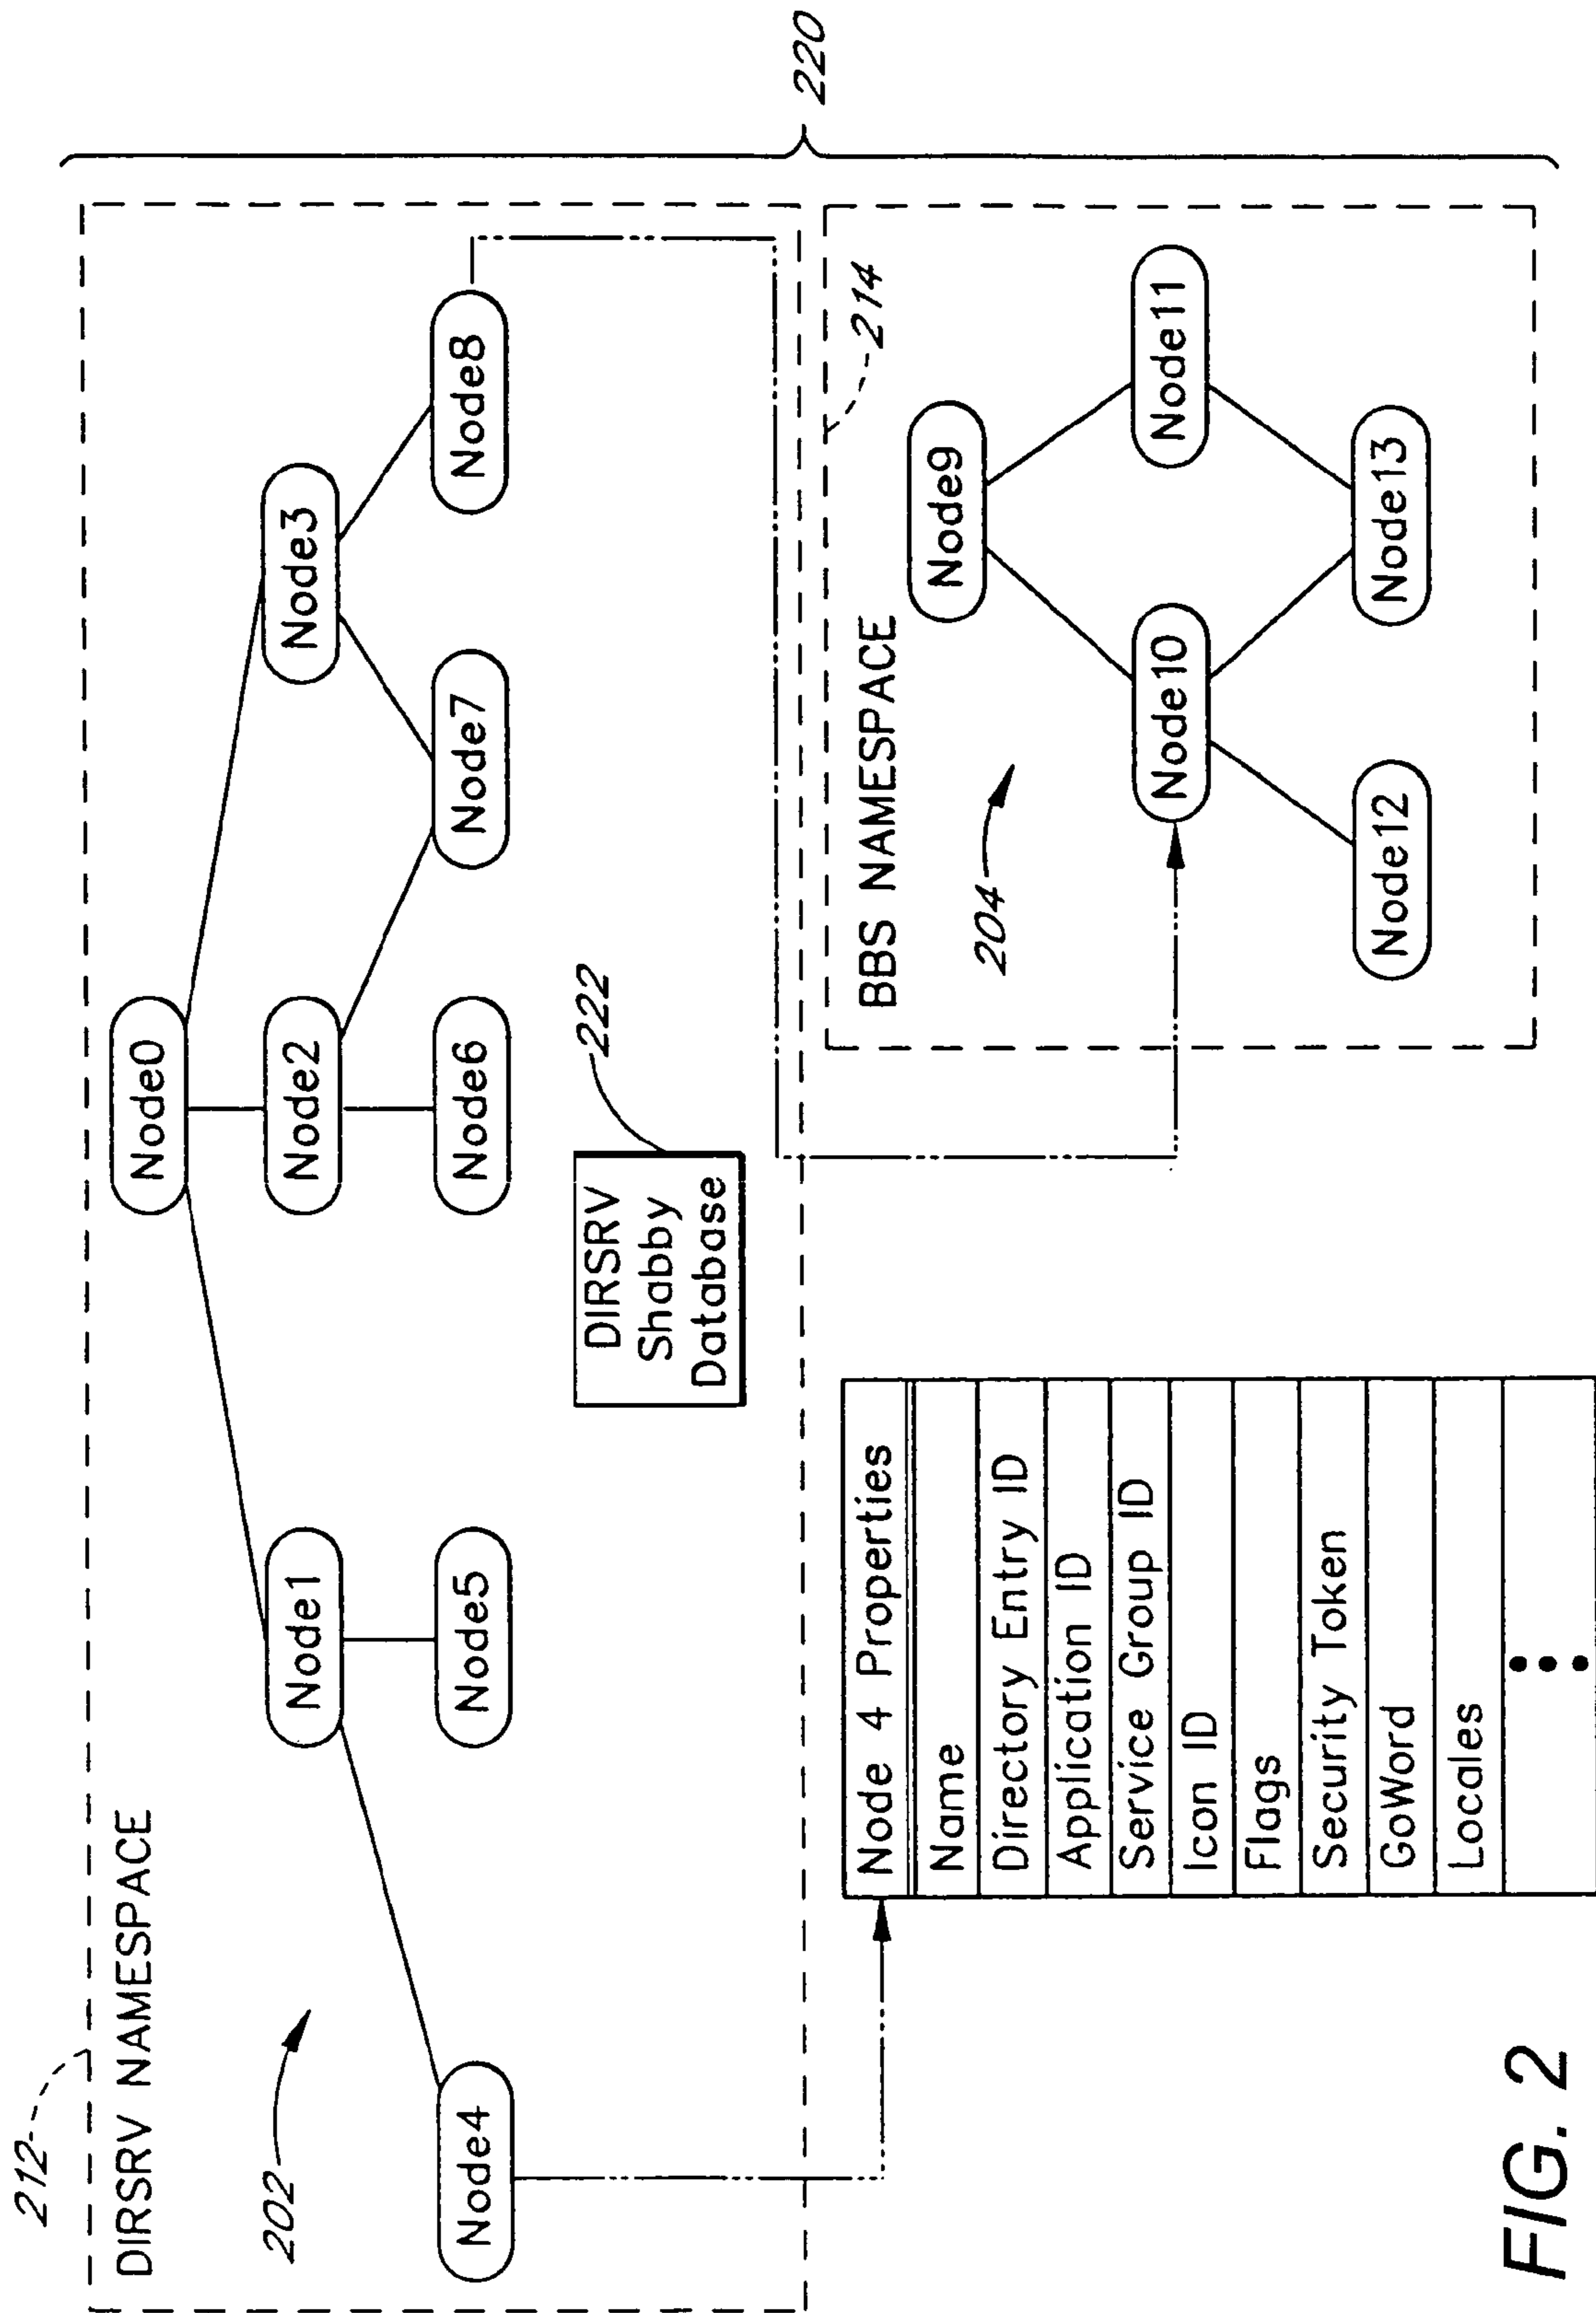 212
DIRSRV NAMESPACE
202
Node0
Node1
Node2
Node3
Node4
Node5
Node6
Node7
Node8
DIRSRV
Shabby
Database
222
220
214
BBS NAMESPACE
204
Node9
Node10
Node11
Node12
Node13
Node 4 Properties
Name
Directory Entry ID
Application ID
Service Group ID
Icon ID
Flags
Security Token
GoWord
Locales
FIG. 2